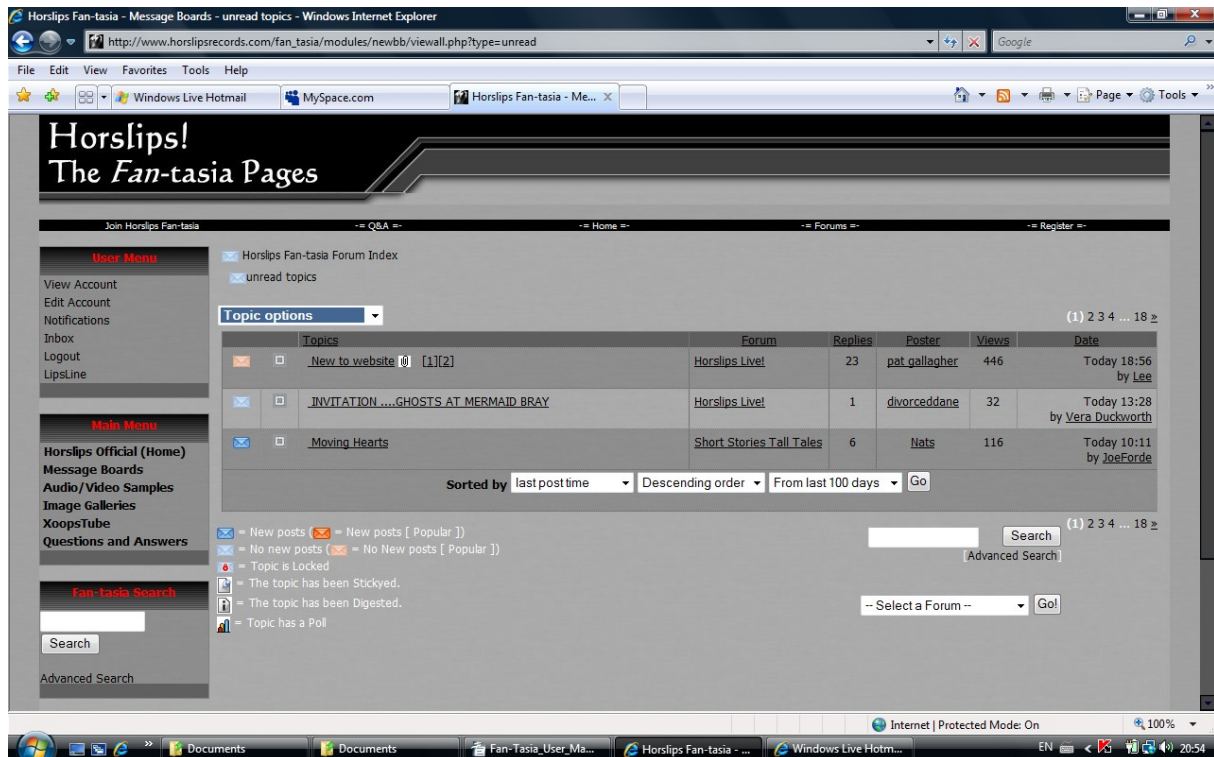 Horslips Fan-tasia - Message Boards - unread topics - Windows Internet Explorer
http://www.horslipsrecords.com/fan_tasia/modules/newbb/viewall.php?type=unread
Google
File Edit View Favorites Tools Help
Windows Live Hotmail MySpace.com Horslips Fan-tasia - Me... Page Tools
Horslips!
The Fan-tasia Pages
Join Horslips Fan-tasia -= Q&A =- -= Home =- -= Forums =- -= Register =-
User Menu
View Account
Edit Account
Notifications
Inbox
Logout
LipsLine
Main Menu
Horslips Official (Home)
Message Boards
Audio/Video Samples
Image Galleries
XoopsTube
Questions and Answers
Fan-tasia Search
Search
Advanced Search
Horslips Fan-tasia Forum Index
unread topics
Topic options
(1) 2 3 4 ... 18 »
Topics Forum Replies Poster Views Date
New to website [1][2] Horslips Live! 23 pat gallagher 446 Today 18:56
by Lee
INVITATION ....GHOSTS AT MERMAID BRAY Horslips Live! 1 divorceddane 32 Today 13:28
by Vera Duckworth
Moving Hearts Short Stories Tall Tales 6 Nats 116 Today 10:11
by JoeForde
Sorted by last post time Descending order From last 100 days Go
(1) 2 3 4 ... 18 »
= New posts ( = New posts [ Popular ])
= No new posts ( = No New posts [ Popular ])
= Topic is Locked
= The topic has been Stickyed.
= The topic has been Digested.
= Topic has a Poll
Search
[Advanced Search]
-- Select a Forum -- Go!
Internet | Protected Mode: On 100%
Documents Documents Fan-Tasia_User_Ma... Horslips Fan-tasia - ... Windows Live Hotm... EN 20:54